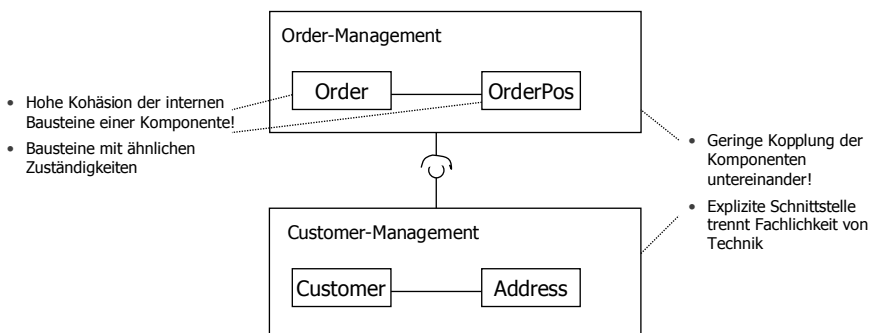 Order-Management
Order
OrderPos
• Hohe Kohäsion der internen
Bausteine einer Komponente!
• Bausteine mit ähnlichen
Zuständigkeiten
• Geringe Kopplung der
Komponenten
untereinander!
• Explizite Schnittstelle
trennt Fachlichkeit von
Technik
Customer-Management
Customer
Address